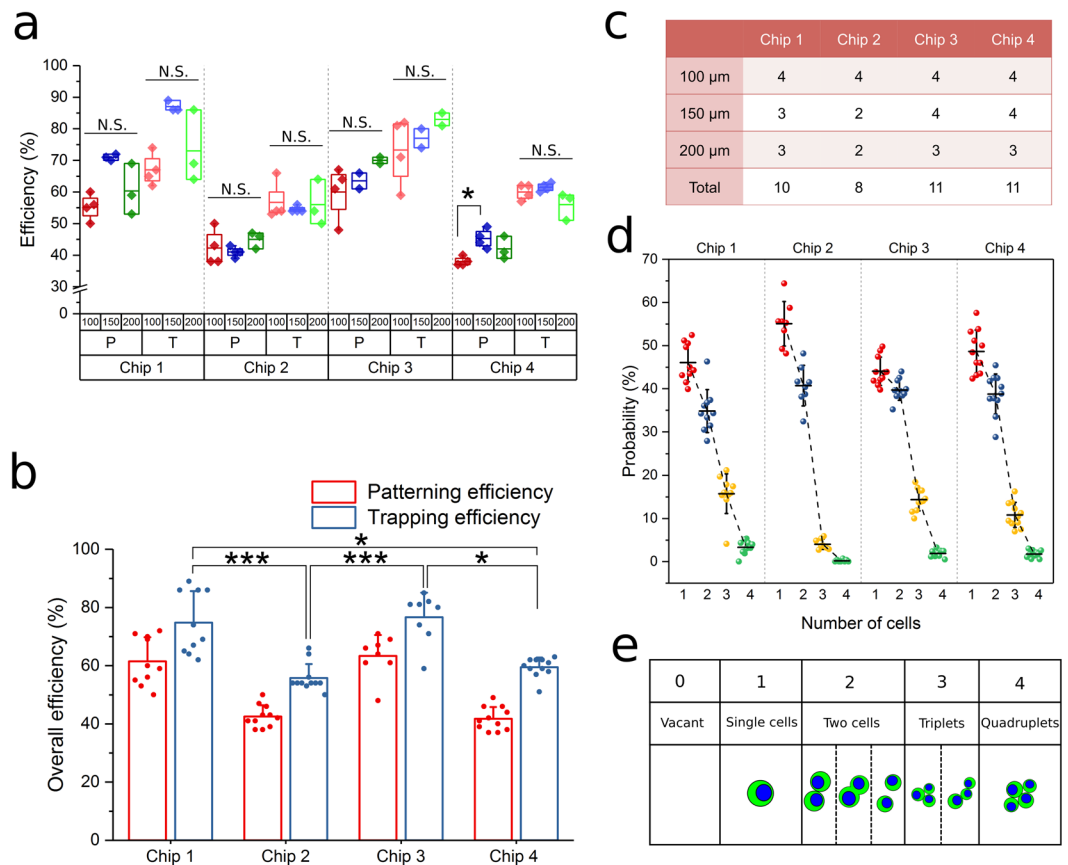 a
N.S.
N.S.
N.S.
N.S.
N.S.
N.S.
N.S.
*
Efficiency (%)
100
90
80
70
60
50
40
30
0
100 150 200 100 150 200 100 150 200 100 150 200 100 150 200 100 150 200 100 150 200 100 150 200
P T P T P T P T
Chip 1 Chip 2 Chip 3 Chip 4
c
Chip 1 Chip 2 Chip 3 Chip 4
100 µm 4 4 4 4
150 µm 3 2 4 4
200 µm 3 2 3 3
Total 10 8 11 11
b
Patterning efficiency
Trapping efficiency
*
*** *** *
Overall efficiency (%)
100
80
60
40
20
0
Chip 1 Chip 2 Chip 3 Chip 4
d
Chip 1 Chip 2 Chip 3 Chip 4
Probability (%)
70
60
50
40
30
20
10
0
1 2 3 4 1 2 3 4 1 2 3 4 1 2 3 4
Number of cells
e
0 1 2 3 4
Vacant Single cells Two cells Triplets Quadruplets